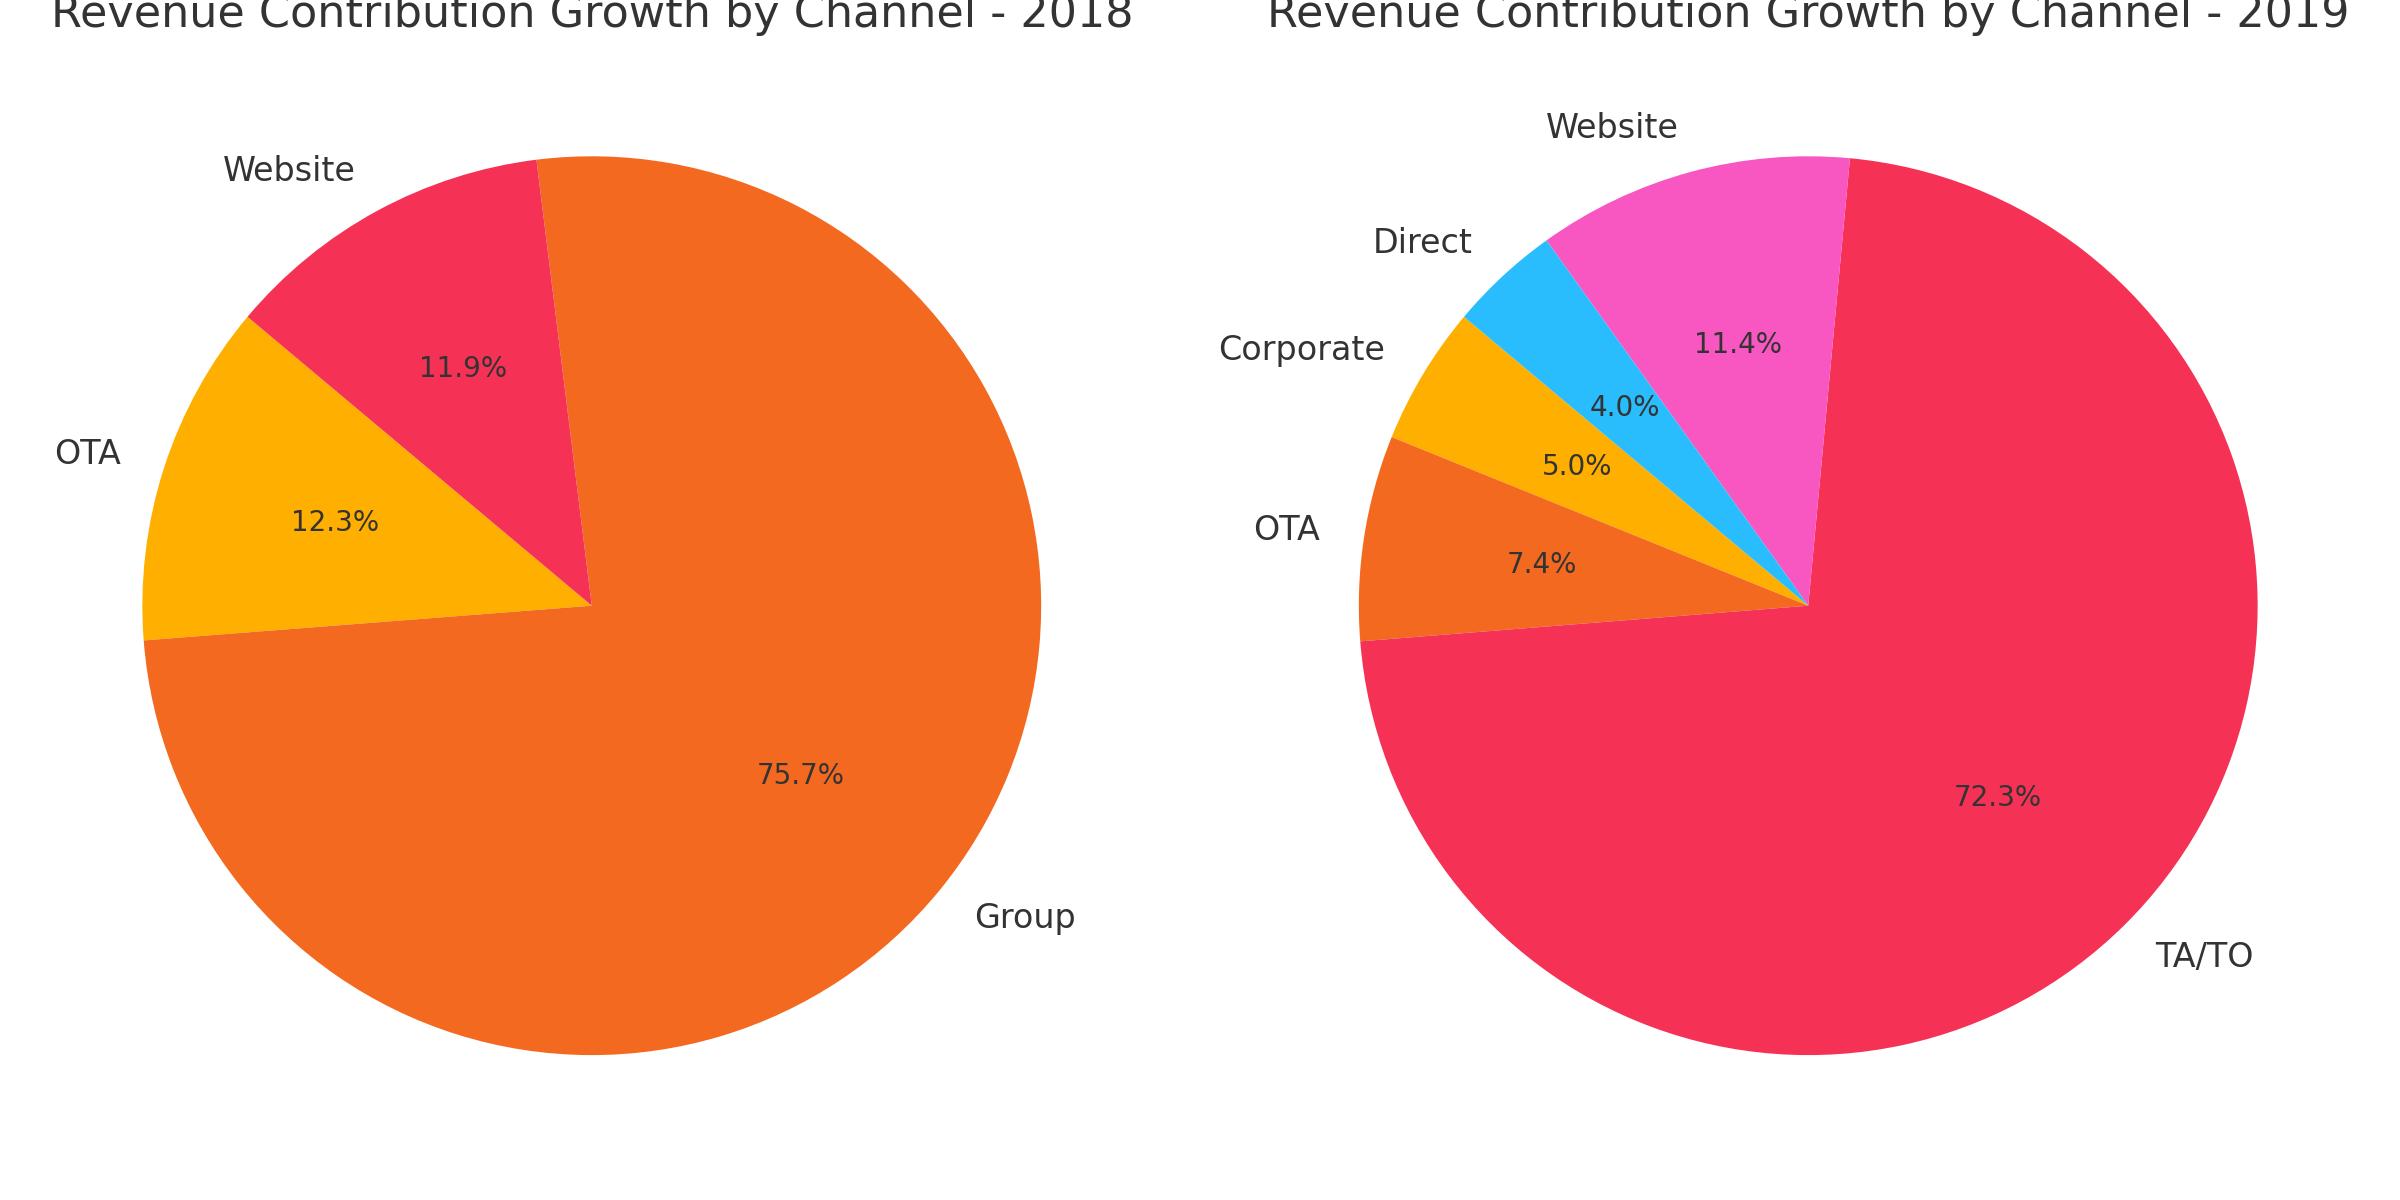 Revenue Contribution Growth by Channel - 2018
Website
11.9%
OTA
12.3%
75.7%
Group
Revenue Contribution Growth by Channel - 2019
Website
Direct
11.4%
Corporate
4.0%
5.0%
OTA
7.4%
72.3%
TA/TO